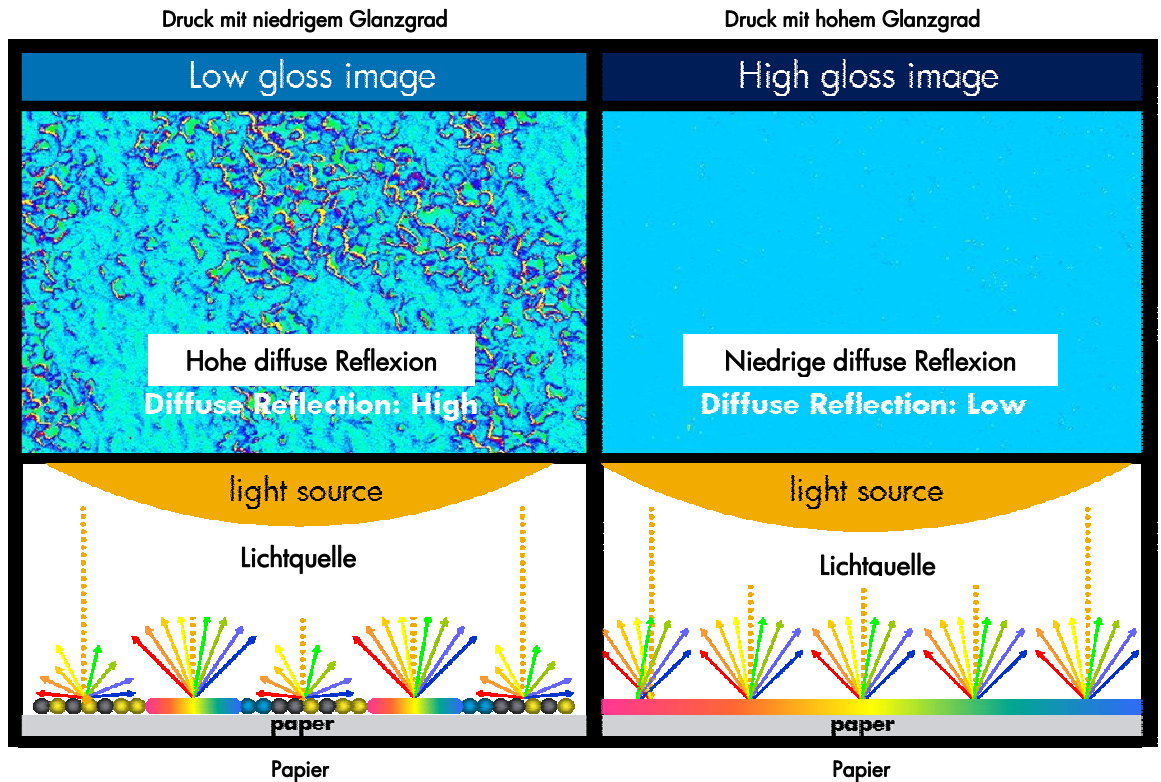 Druck mit niedrigem Glanzgrad
Druck mit hohem Glanzgrad
Low gloss image
High gloss image
Hohe diffuse Reflexion
Niedrige diffuse Reflexion
Diffuse Reflection: High
Diffuse Reflection: Low
light source
light source
Lichtquelle
Lichtauelle
paper
paper
Papier
Papier